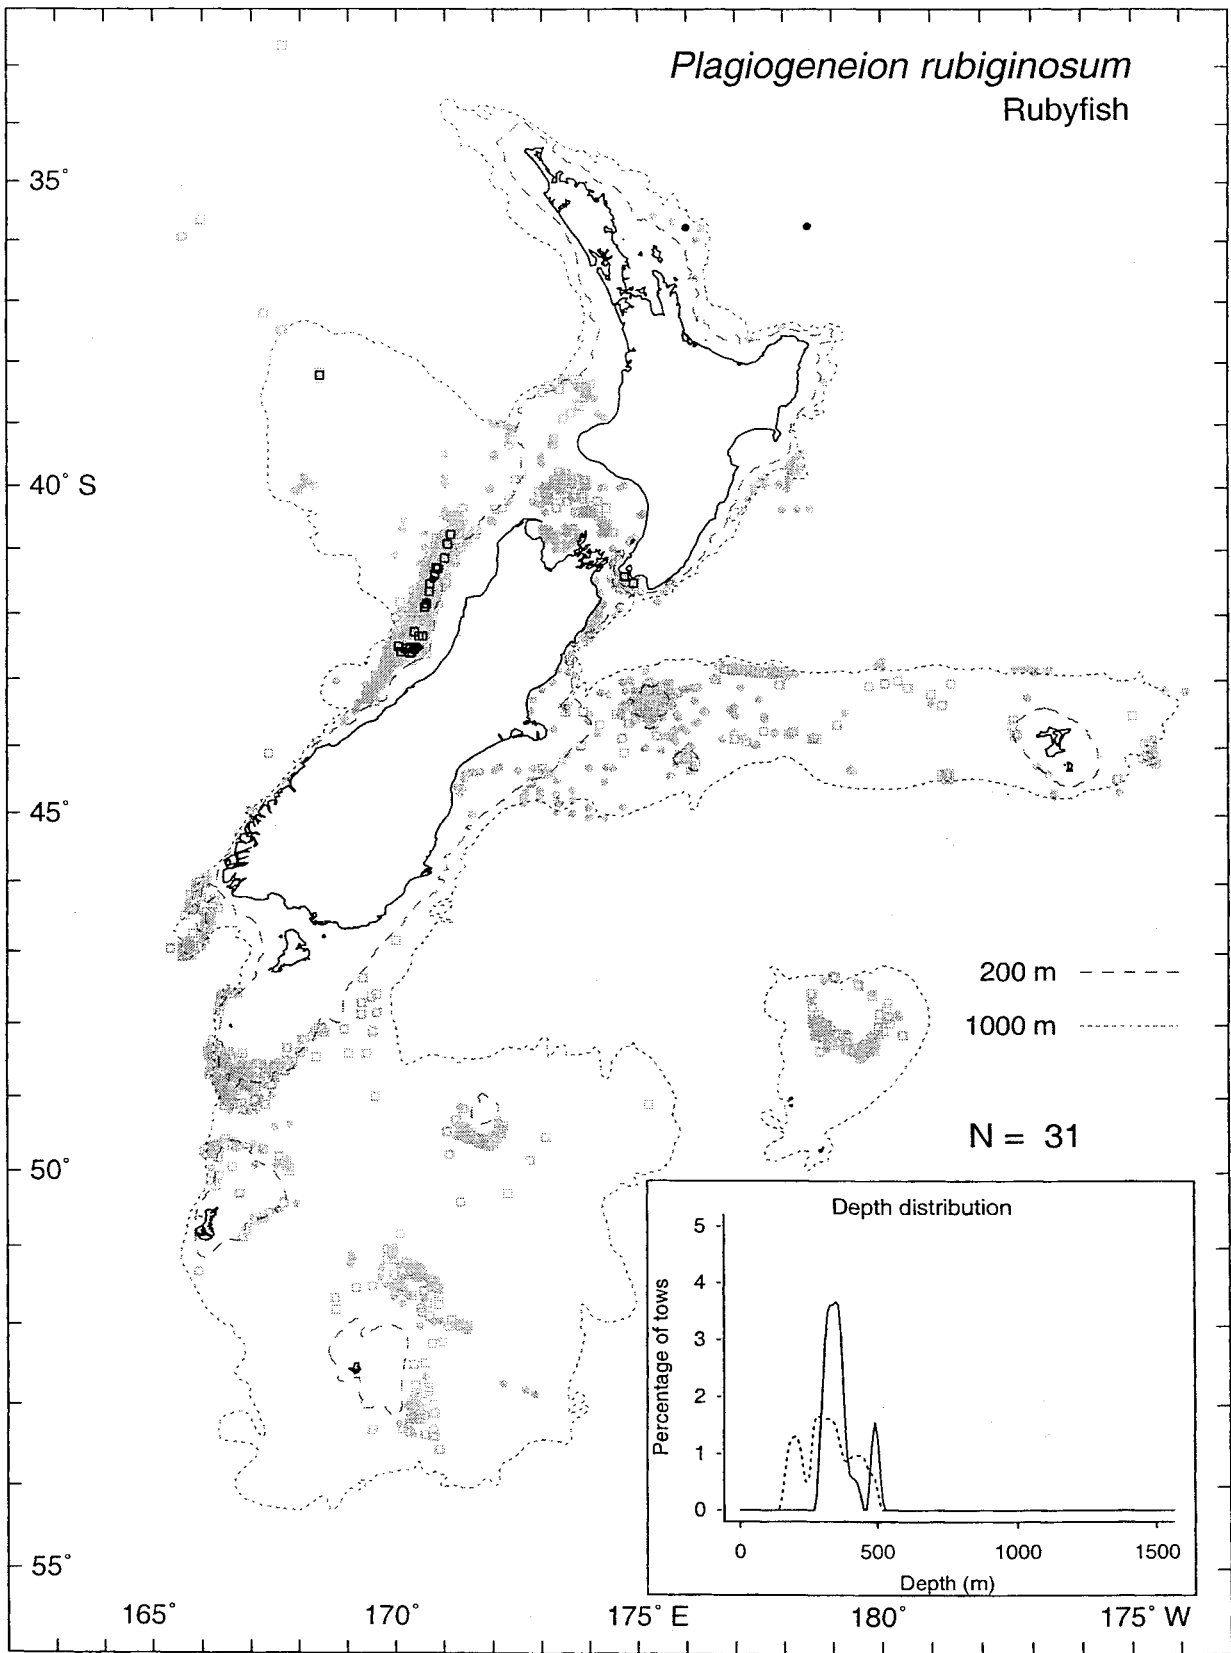 Plagiogeneion rubiginosum
Rubyfish
35°
40° S
45°
50°
55°
200 m
1000 m
N = 31
Depth distribution
Percentage of tows
5
4
3
2
1
0
0 500 1000 1500
Depth (m)
165° 170° 175° E 180° 175° W